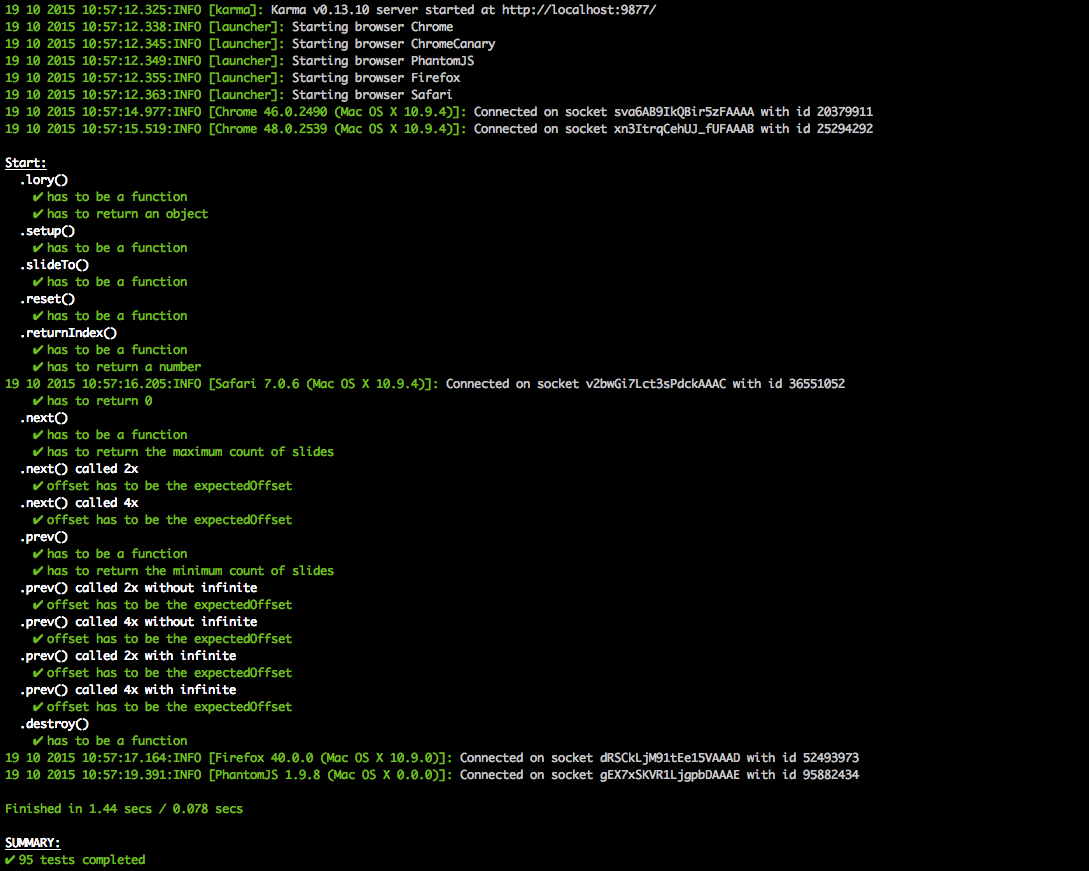 19 10 2015 10:57:12.325:INFO [karma]: Karma v0.13.10 server started at http://localhost:9877/
19 10 2015 10:57:12.338:INFO [launcher]: Starting browser Chrome
19 10 2015 10:57:12.345:INFO [launcher]: Starting browser ChromeCanary
19 10 2015 10:57:12.349:INFO [launcher]: Starting browser PhantomJS
19 10 2015 10:57:12.355:INFO [launcher]: Starting browser Firefox
19 10 2015 10:57:12.363:INFO [launcher]: Starting browser Safari
19 10 2015 10:57:14.977:INFO [Chrome 46.0.2490 (Mac OS X 10.9.4)]: Connected on socket sva6AB9IkQBir5zFAAAA with id 20379911
19 10 2015 10:57:15.519:INFO [Chrome 48.0.2539 (Mac OS X 10.9.4)]: Connected on socket xn3ItrqCehUJ_fUFAAAB with id 25294292
Start:
.lory()
✔ has to be a function
✔ has to return an object
.setup()
✔ has to be a function
.slideTo()
✔ has to be a function
.reset()
✔ has to be a function
.returnIndex()
✔ has to be a function
✔ has to return a number
19 10 2015 10:57:16.205:INFO [Safari 7.0.6 (Mac OS X 10.9.4)]: Connected on socket v2bwGi7Lct3sPdckAAAC with id 36551052
✔ has to return 0
.next()
✔ has to be a function
✔ has to return the maximum count of slides
.next() called 2x
✔ offset has to be the expectedOffset
.next() called 4x
✔ offset has to be the expectedOffset
.prev()
✔ has to be a function
✔ has to return the minimum count of slides
.prev() called 2x without infinite
✔ offset has to be the expectedOffset
.prev() called 4x without infinite
✔ offset has to be the expectedOffset
.prev() called 2x with infinite
✔ offset has to be the expectedOffset
.prev() called 4x with infinite
✔ offset has to be the expectedOffset
.destroy()
✔ has to be a function
19 10 2015 10:57:17.164:INFO [Firefox 40.0.0 (Mac OS X 10.9.0)]: Connected on socket dRSCkLjM91tEe15VAAAD with id 52493973
19 10 2015 10:57:19.391:INFO [PhantomJS 1.9.8 (Mac OS X 0.0.0)]: Connected on socket gEX7xSKVR1LjgpbDAAAE with id 95882434
Finished in 1.44 secs / 0.078 secs
SUMMARY:
✔ 95 tests completed